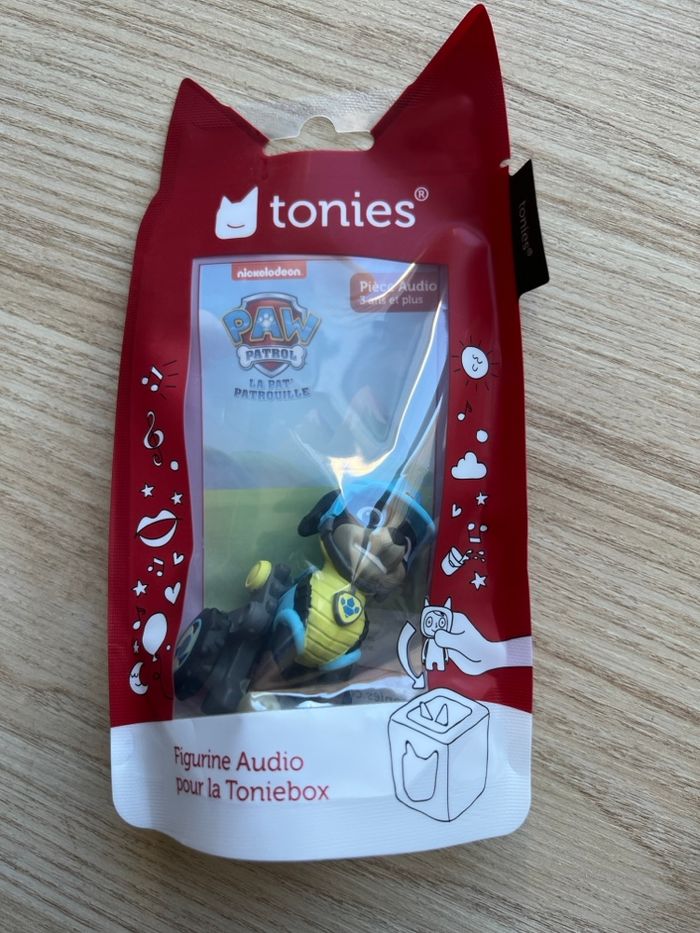 tonies®
tonies®
nickelodeon
Pièce Audio
3 ans et plus
PAW
PATROL
LA PAT'
PATROUILLE
Figurine Audio
pour la Toniebox